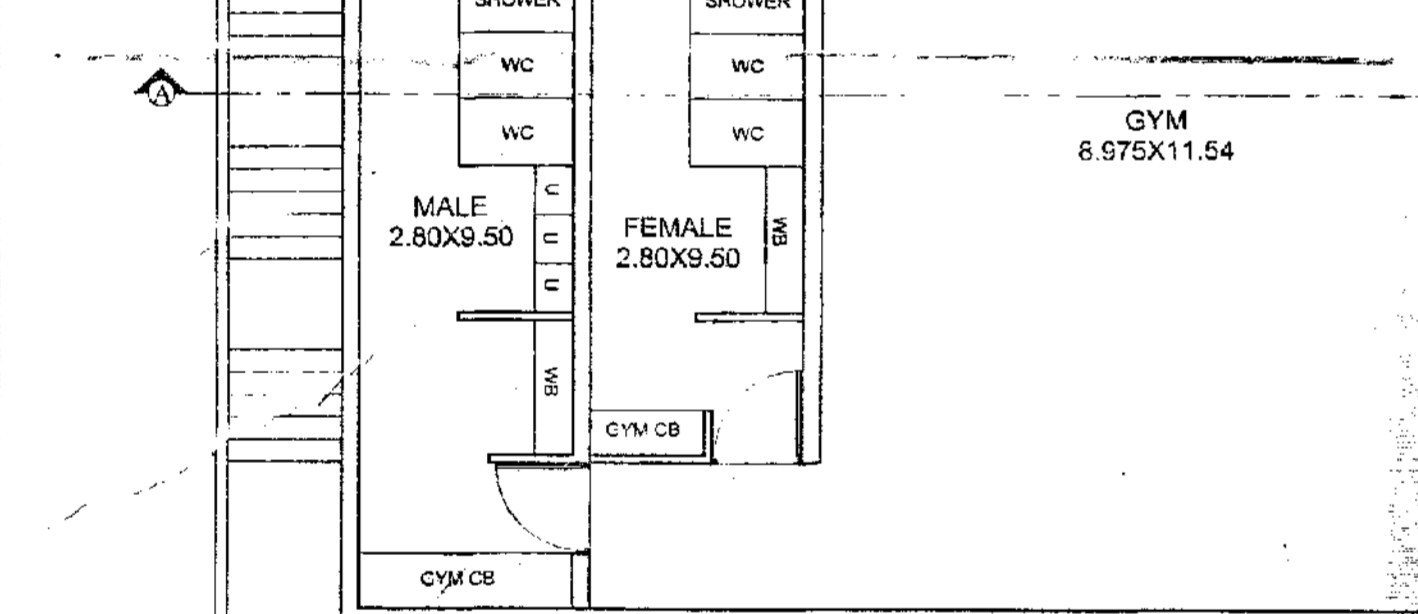 SHOWER
SHOWER
WC
WC
A
GYM
8.975X11.54
WC
WC
U
MALE
2.80X9.50
FEMALE
2.80X9.50
WB
U
U
WB
GYM CB
GYM CB